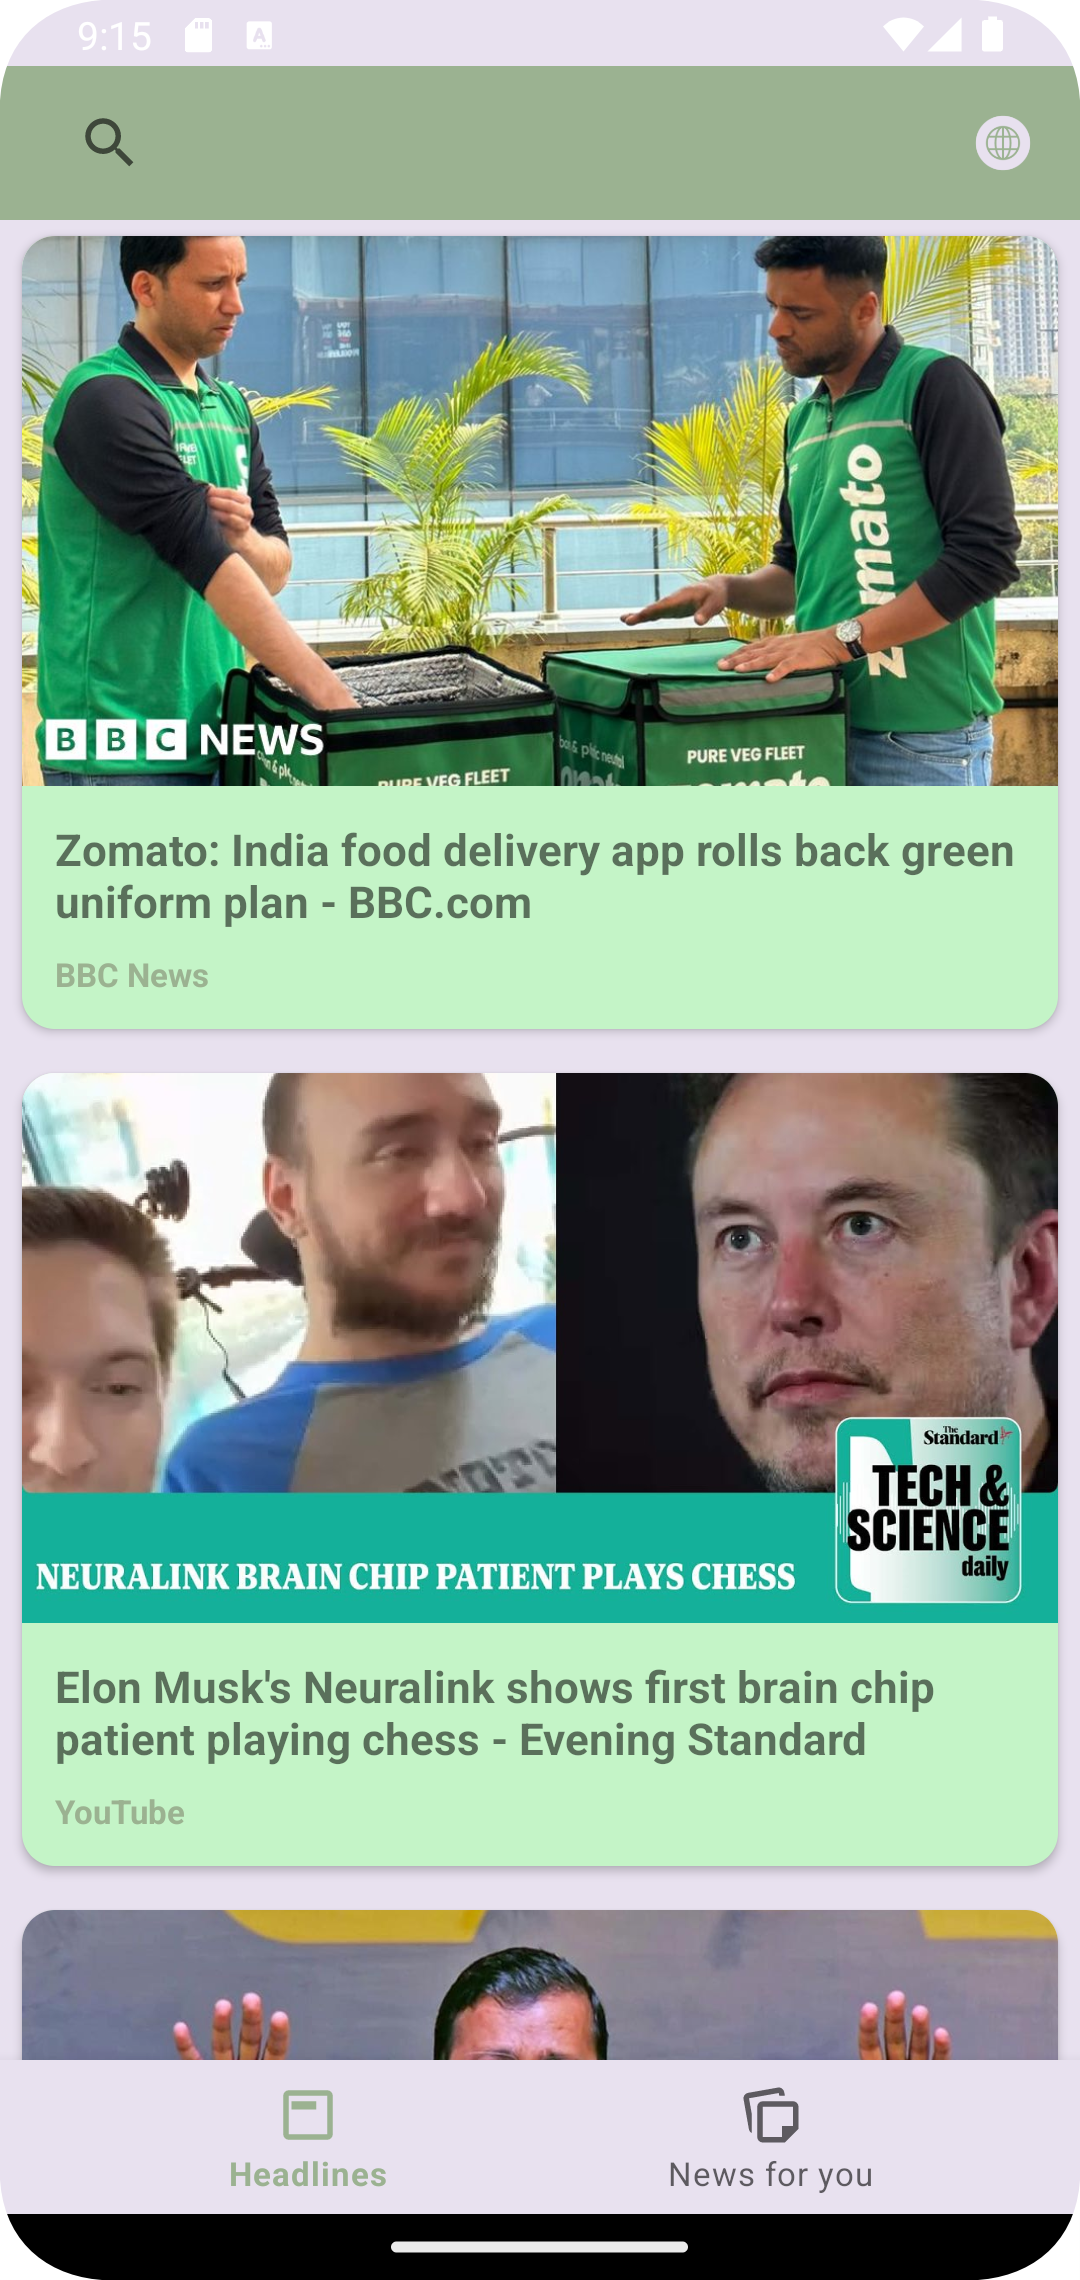 9:15
zomato
BBC NEWS
PURE VEG FLEET
PURE VEG FLEET
zomato
Zomato: India food delivery app rolls back green
uniform plan - BBC.com
BBC News
The
Standard
TECH &
SCIENCE
daily
NEURALINK BRAIN CHIP PATIENT PLAYS CHESS
Elon Musk's Neuralink shows first brain chip
patient playing chess - Evening Standard
YouTube
Headlines
News for you